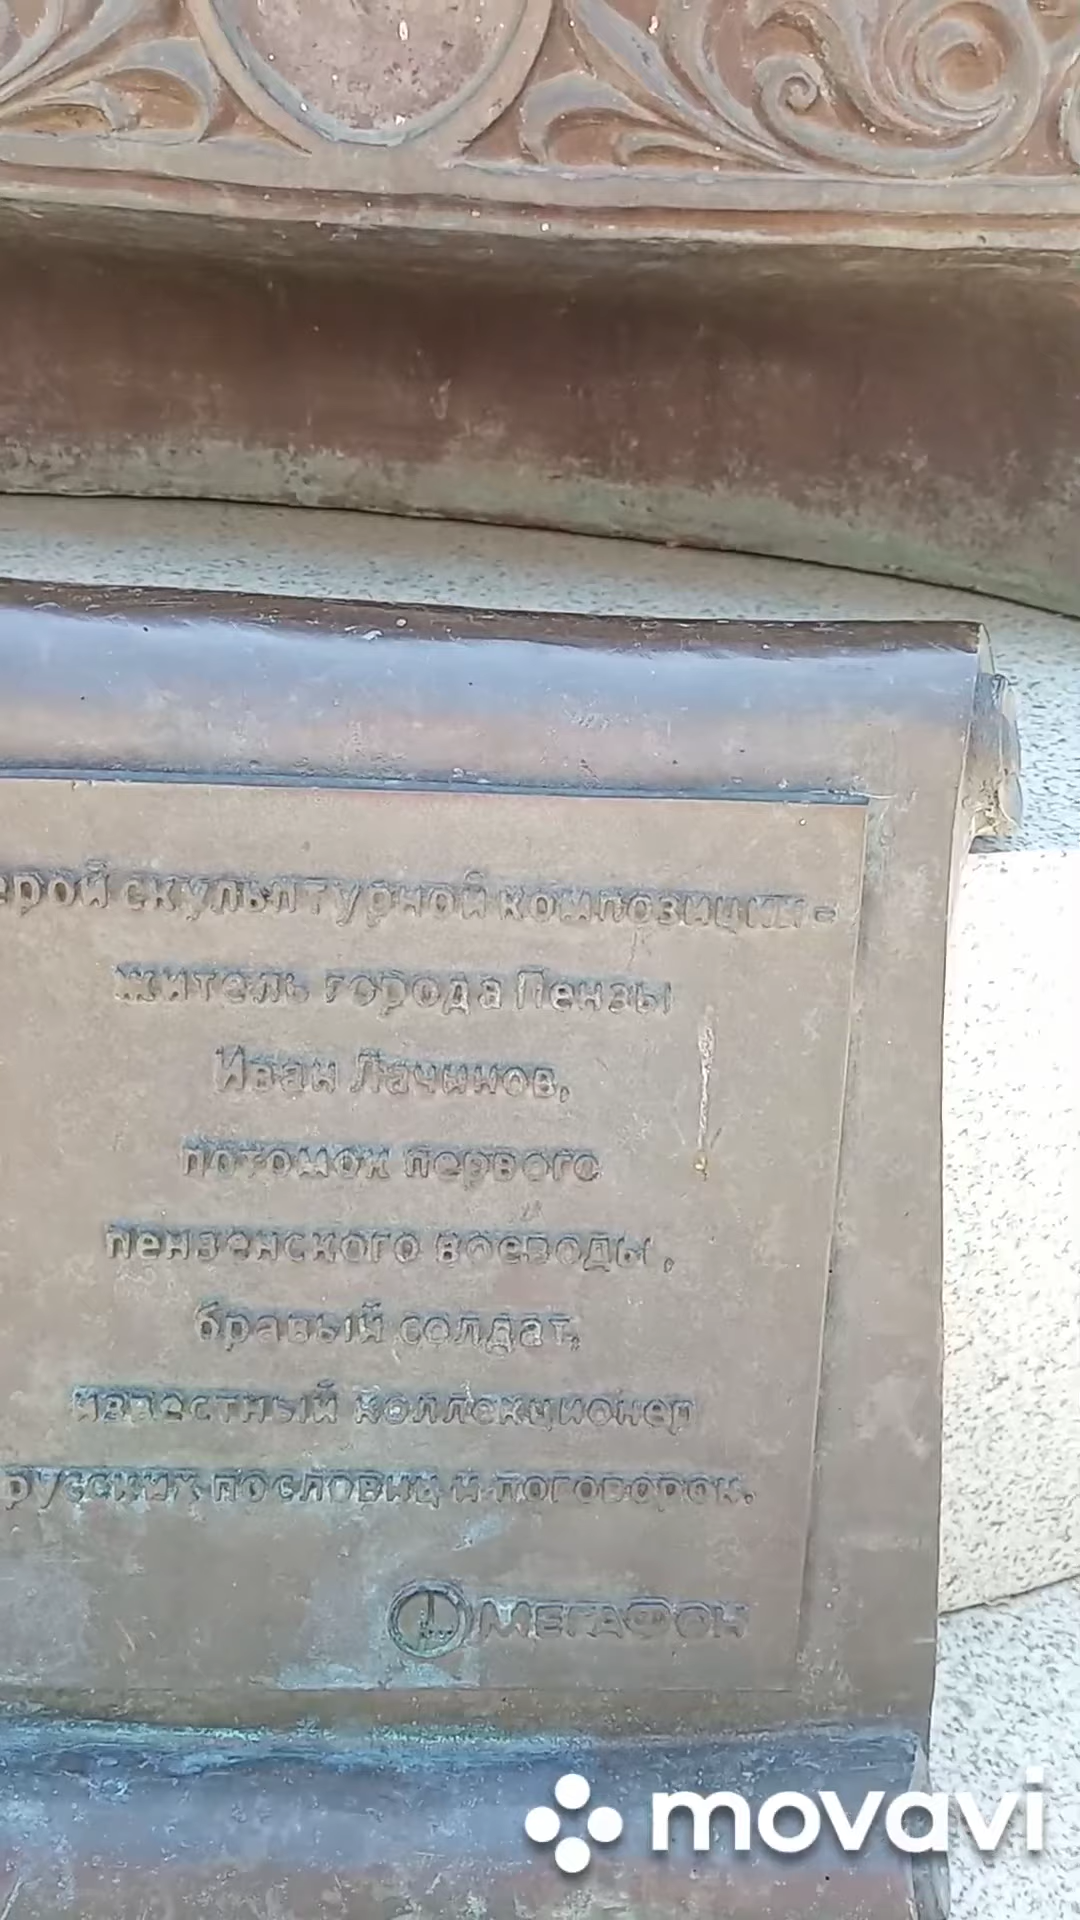 ерой скульптурной композиции -
житель города Пензы
Иван Лачинов,
потомок первого
пензенского воеводы,
бравый солдат,
известный коллекционер
русских пословиц и поговорок.
МЕГАФОН
movavi